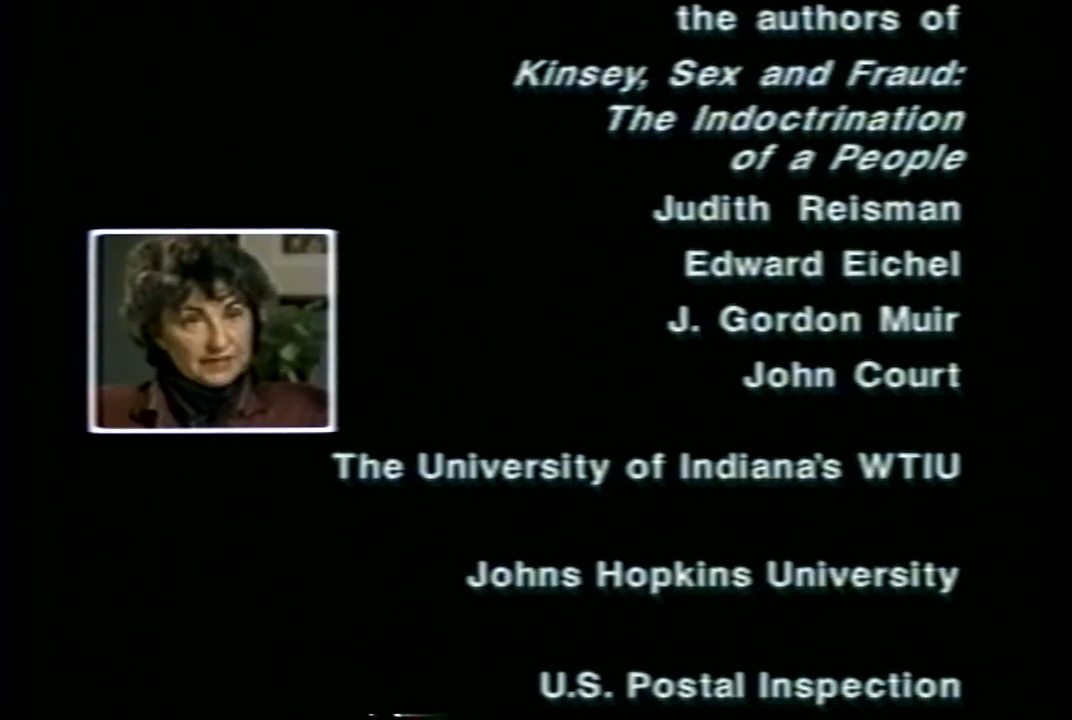 the authors of
Kinsey, Sex and Fraud:
The Indoctrination
of a People
Judith Reisman
Edward Eichel
J. Gordon Muir
John Court
The University of Indiana's WTIU
Johns Hopkins University
U.S. Postal Inspection